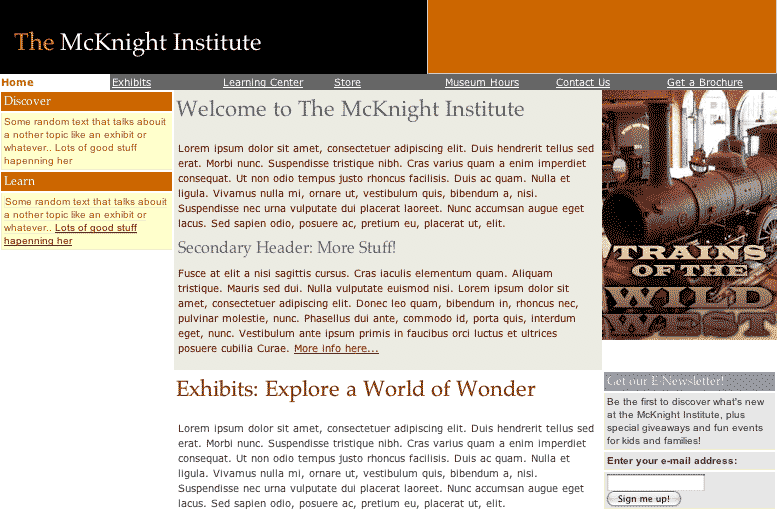 The McKnight Institute
Home Exhibits Learning Center Store Museum Hours Contact Us Get a Brochure
Discover
Some random text that talks abouit
a nother topic like an exhibit or
whatever.. Lots of good stuff
hapenning her
Learn
Some random text that talks abouit
a nother topic like an exhibit or
whatever.. Lots of good stuff
hapenning her
Welcome to The McKnight Institute
Lorem ipsum dolor sit amet, consectetuer adipiscing elit. Duis hendrerit tellus sed
erat. Morbi nunc. Suspendisse tristique nibh. Cras varius quam a enim imperdiet
consequat. Ut non odio tempus justo rhoncus facilisis. Duis ac quam. Nulla et
ligula. Vivamus nulla mi, ornare ut, vestibulum quis, bibendum a, nisi.
Suspendisse nec urna vulputate dui placerat laoreet. Nunc accumsan augue eget
lacus. Sed sapien odio, posuere ac, pretium eu, placerat ut, elit.
Secondary Header: More Stuff!
Fusce at elit a nisi sagittis cursus. Cras iaculis elementum quam. Aliquam
tristique. Mauris sed dui. Nulla vulputate euismod nisi. Lorem ipsum dolor sit
amet, consectetuer adipiscing elit. Donec leo quam, bibendum in, rhoncus nec,
pulvinar molestie, nunc. Phasellus dui ante, commodo id, porta quis, interdum
eget, nunc. Vestibulum ante ipsum primis in faucibus orci luctus et ultrices
posuere cubilia Curae. More info here...
Exhibits: Explore a World of Wonder
Lorem ipsum dolor sit amet, consectetuer adipiscing elit. Duis hendrerit tellus sed
erat. Morbi nunc. Suspendisse tristique nibh. Cras varius quam a enim imperdiet
consequat. Ut non odio tempus justo rhoncus facilisis. Duis ac quam. Nulla et
ligula. Vivamus nulla mi, ornare ut, vestibulum quis, bibendum a, nisi.
Suspendisse nec urna vulputate dui placerat laoreet. Nunc accumsan augue eget
lacus. Sed sapien odio, posuere ac, pretium eu, placerat ut, elit.
TRAINS
OF THE
WILD
WEST
Get our E-Newsletter!
Be the first to discover what's new
at the McKnight Institute, plus
special giveaways and fun events
for kids and families!
Enter your e-mail address:
Sign me up!